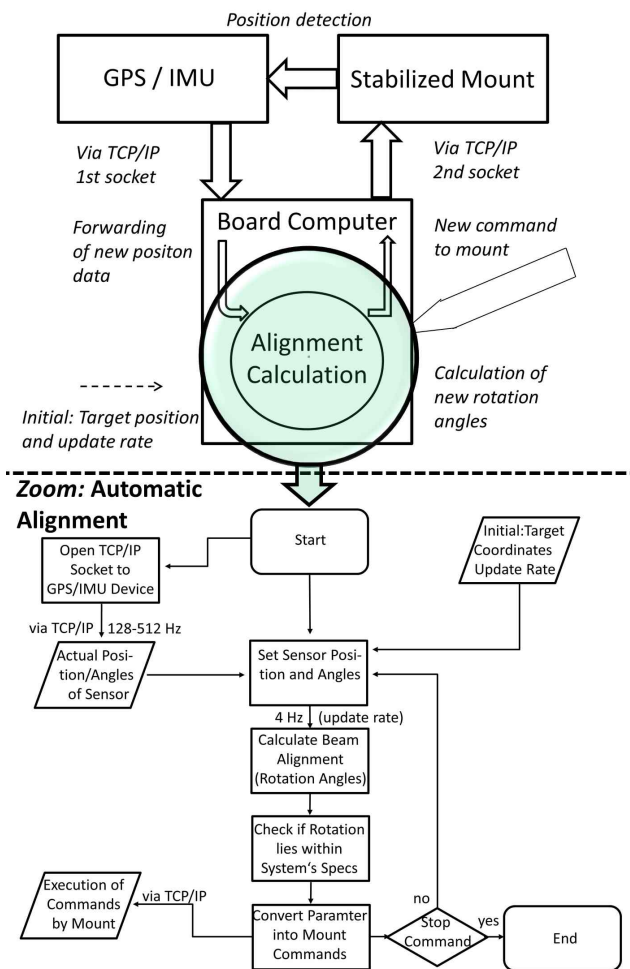 Position detection
GPS / IMU
Stabilized Mount
Via TCP/IP
1st socket
Via TCP/IP
2nd socket
Forwarding
of new positon
data
Board Computer
New command
to mount
Alignment
Calculation
Calculation of
new rotation
angles
Initial: Target position
and update rate
Zoom: Automatic
Alignment
Start
Initial:Target
Coordinates
Update Rate
Open TCP/IP
Socket to
GPS/IMU Device
via TCP/IP 128-512 Hz
Actual Posi-
tion/Angles
of Sensor
Set Sensor Posit-
ion and Angles
4 Hz (update rate)
Calculate Beam
Alignment
(Rotation Angles)
Check if Rotation
lies within
System's Specs
Execution of
Commands
by Mount
via TCP/IP
Convert Paramter
into Mount
Commands
no
Stop
Command
yes
End